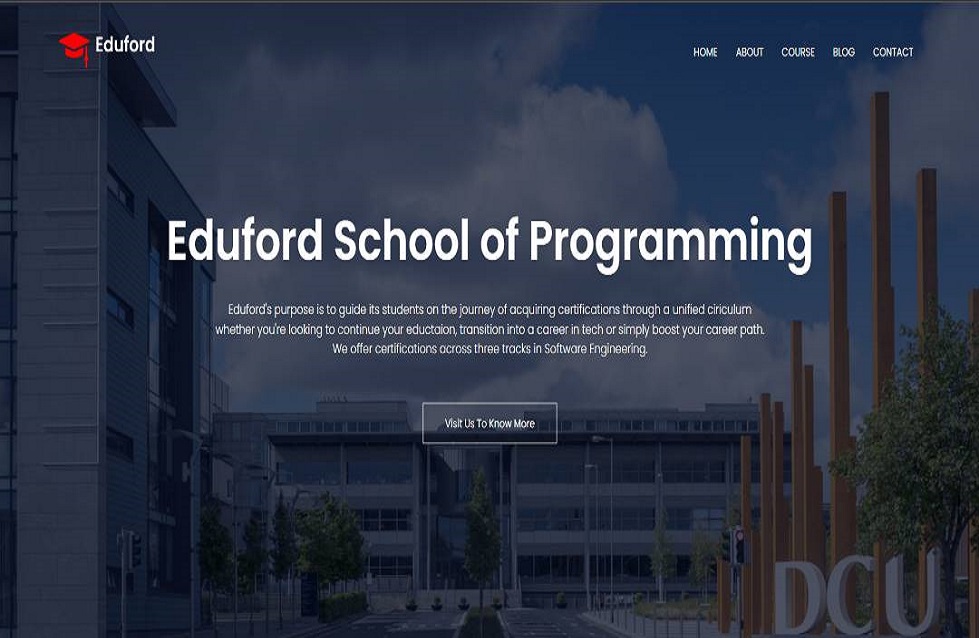 Eduford
HOME ABOUT COURSE BLOG CONTACT
Eduford School of Programming
Eduford's purpose is to guide its students on the journey of acquiring certifications through a unified ciriculum
whether you're looking to continue your eductaion, transition into a career in tech or simply boost your career path.
We offer certifications across three tracks in Software Engineering.
Visit Us To Know More
DCU